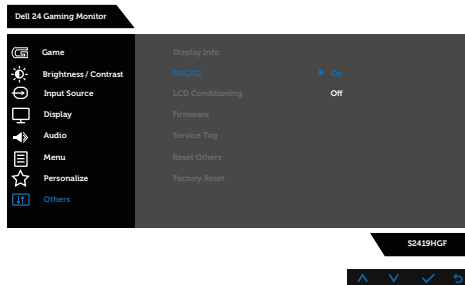 Dell 24 Gaming Monitor
Game
Brightness / Contrast
Input Source
Display
Audio
Menu
Personalize
Others
Display Info
DDC/CI
On
LCD Conditioning
Off
Firmware
Service Tag
Reset Others
Factory Reset
S2419HGF